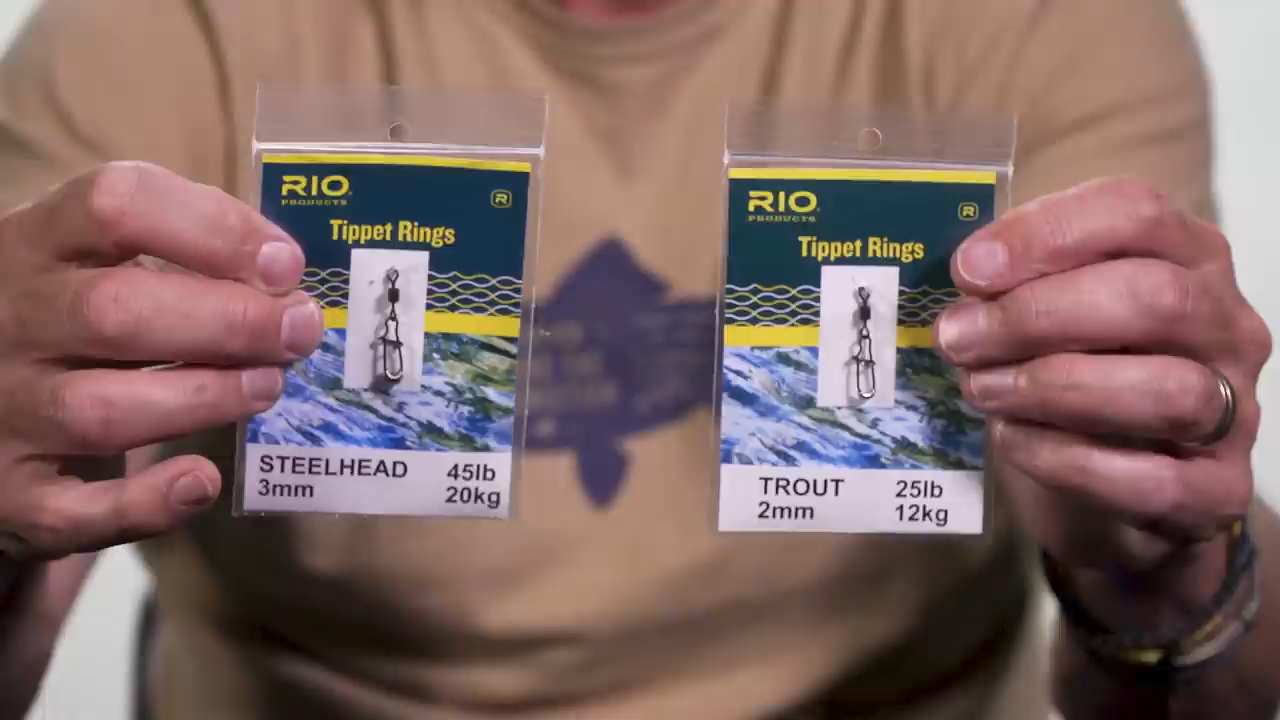 RIO
PRODUCTS
R
Tippet Rings
STEELHEAD 45lb
3mm 20kg
RIO
PRODUCTS
R
Tippet Rings
TROUT 25lb
2mm 12kg